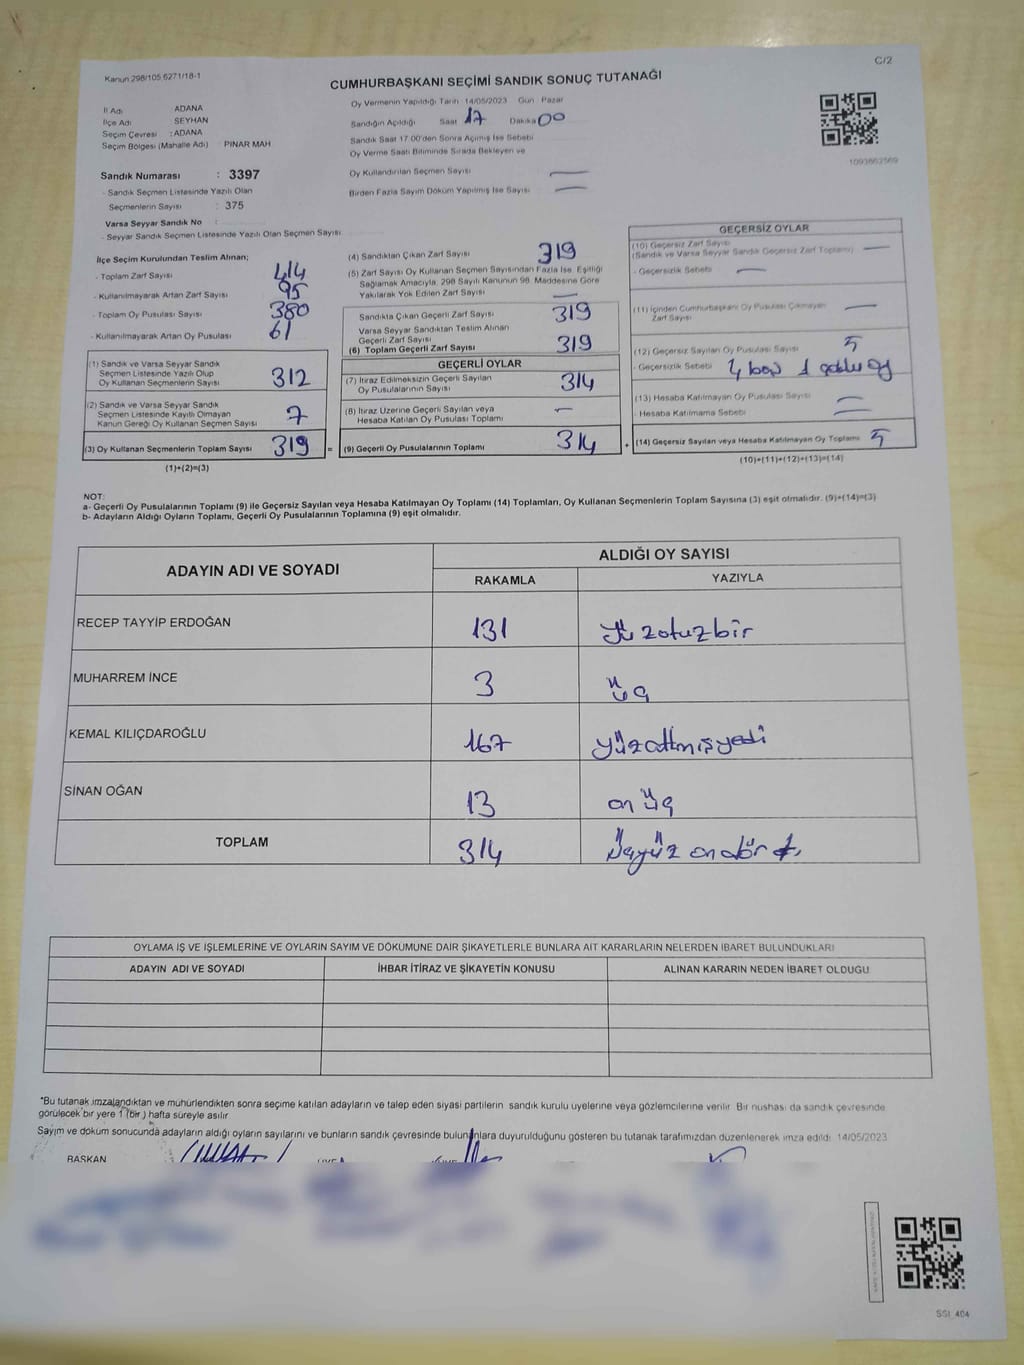 C/2
Kanun 298/105.6271/18-1
CUMHURBAŞKANI SEÇİMİ SANDIK SONUÇ TUTANAĞI
İl Adı ADANA
İlçe Adı SEYHAN
Seçim Çevresi : ADANA
Seçim Bölgesi (Mahalle Adı) PINAR MAH
Sandık Numarası : 3397
- Sandık Seçmen Listesinde Yazılı Olan
Seçmenlerin Sayısı : 375
Varsa Seyyar Sandık No :
- Seyyar Sandık Seçmen Listesinde Yazılı Olan Seçmen Sayısı
Oy Vermenin Yapıldığı Tarih 14/05/2023 Gün Pazar
Sandığın Açıldığı Saat 17 Dakika 00
Sandık Saat 17.00'den Sonra Açılmış İse Sebebi
Oy Verme Saati Bitiminde Sırada Bekleyen ve
Oy Kullandırılan Seçmen Sayısı —
Birden Fazla Sayım Döküm Yapılmış İse Sayısı —
1093662569
İlçe Seçim Kurulundan Teslim Alınan;
- Toplam Zarf Sayısı 414
- Kullanılmayarak Artan Zarf Sayısı 95
- Toplam Oy Pusulası Sayısı 380
- Kullanılmayarak Artan Oy Pusulası 61
(1) Sandık ve Varsa Seyyar Sandık
Seçmen Listesinde Yazılı Olup
Oy Kullanan Seçmenlerin Sayısı 312
(2) Sandık ve Varsa Seyyar Sandık
Seçmen Listesinde Kayıtlı Olmayan
Kanun Gereği Oy Kullanan Seçmen Sayısı 7
(3) Oy Kullanan Seçmenlerin Toplam Sayısı 319 =
(1)+(2)=(3)
(4) Sandıktan Çıkan Zarf Sayısı 319
(5) Zarf Sayısı Oy Kullanan Seçmen Sayısından Fazla İse, Eşitliği
Sağlamak Amacıyla, 298 Sayılı Kanunun 98. Maddesine Göre
Yakılarak Yok Edilen Zarf Sayısı —
Sandıkta Çıkan Geçerli Zarf Sayısı 319
Varsa Seyyar Sandıktan Teslim Alınan
Geçerli Zarf Sayısı
(6) Toplam Geçerli Zarf Sayısı 319
GEÇERLİ OYLAR
(7) İtiraz Edilmeksizin Geçerli Sayılan
Oy Pusulalarının Sayısı 314
(8) İtiraz Üzerine Geçerli Sayılan veya
Hesaba Katılan Oy Pusulası Toplamı —
(9) Geçerli Oy Pusulalarının Toplamı 314 +
GEÇERSİZ OYLAR
(10) Geçersiz Zarf Sayısı
(Sandık ve Varsa Seyyar Sandık Geçersiz Zarf Toplamı) —
- Geçersizlik Sebebi —
(11) İçinden Cumhurbaşkanı Oy Pusulası Çıkmayan
Zarf Sayısı —
(12) Geçersiz Sayılan Oy Pusulası Sayısı 5
- Geçersizlik Sebebi 4 boş 1 oy
(13) Hesaba Katılmayan Oy Pusulası Sayısı —
- Hesaba Katılmama Sebebi —
(14) Geçersiz Sayılan veya Hesaba Katılmayan Oy Toplamı 5
(10)+(11)+(12)+(13)=(14)
NOT:
a- Geçerli Oy Pusulalarının Toplamı (9) ile Geçersiz Sayılan veya Hesaba Katılmayan Oy Toplamı (14) Toplamları, Oy Kullanan Seçmenlerin Toplam Sayısına (3) eşit olmalıdır. (9)+(14)=(3)
b- Adayların Aldığı Oyların Toplamı, Geçerli Oy Pusulalarının Toplamına (9) eşit olmalıdır.
ADAYIN ADI VE SOYADI
ALDIĞI OY SAYISI
RAKAMLA YAZIYLA
RECEP TAYYİP ERDOĞAN 131 yüzotuzbir
MUHARREM İNCE 3 üç
KEMAL KILIÇDAROĞLU 167 yüzaltmışyedi
SİNAN OĞAN 13 on üç
TOPLAM 314 Üçyüz on dört
OYLAMA İŞ VE İŞLEMLERİNE VE OYLARIN SAYIM VE DÖKÜMÜNE DAİR ŞİKAYETLERLE BUNLARA AİT KARARLARIN NELERDEN İBARET BULUNDUKLARI
ADAYIN ADI VE SOYADI İHBAR İTİRAZ VE ŞİKAYETİN KONUSU ALINAN KARARIN NEDEN İBARET OLDUĞU
*Bu tutanak imzalandıktan ve mühürlendikten sonra seçime katılan adayların ve talep eden siyasi partilerin sandık kurulu üyelerine veya gözlemcilerine verilir. Bir nüshası da sandık çevresinde
görülecek bir yere 1 (bir) hafta süreyle asılır
Sayım ve döküm sonucunda adayların aldığı oyların sayılarını ve bunların sandık çevresinde bulunanlara duyurulduğunu gösteren bu tutanak tarafımızdan düzenlenerek imza edildi. 14/05/2023
BAŞKAN
SSI_404